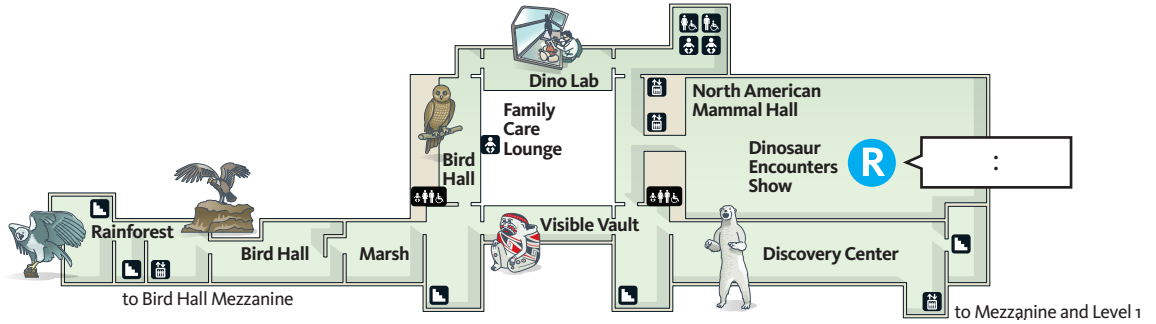 Dino Lab
North American
Mammal Hall
Family
Care
Lounge
Dinosaur
Encounters
Show
R
:
Bird
Hall
Rainforest
Visible Vault
Bird Hall
Marsh
Discovery Center
to Bird Hall Mezzanine
to Mezzanine and Level 1